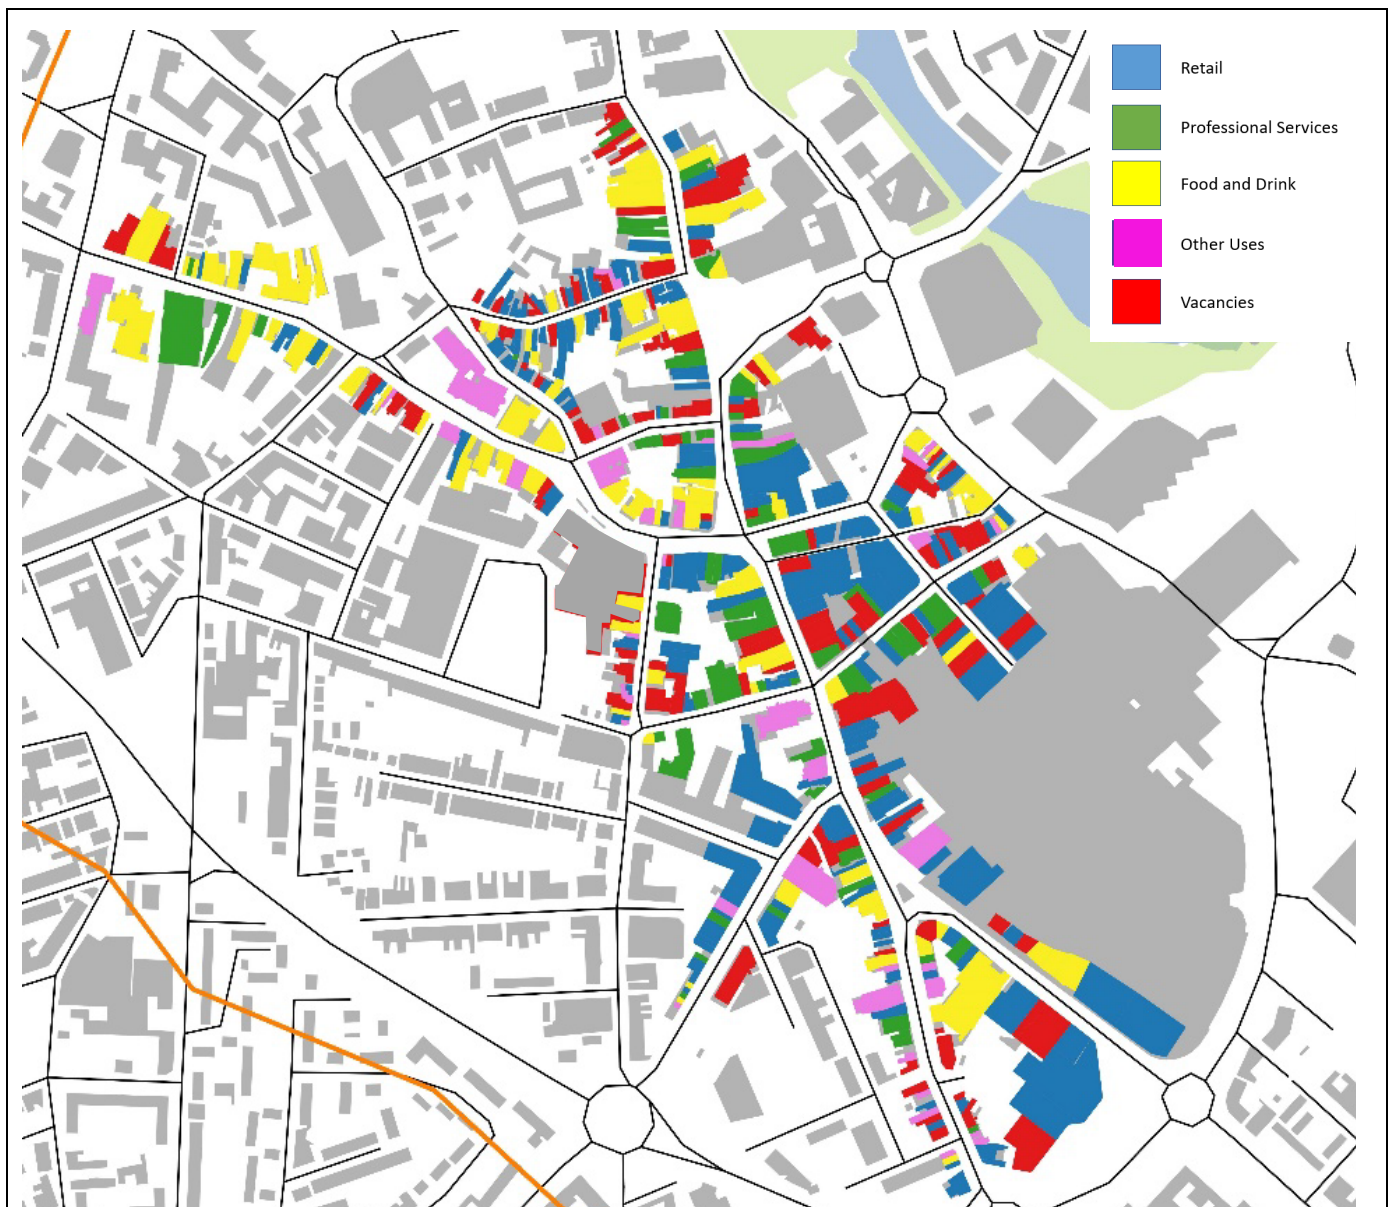 Retail
Professional Services
Food and Drink
Other Uses
Vacancies